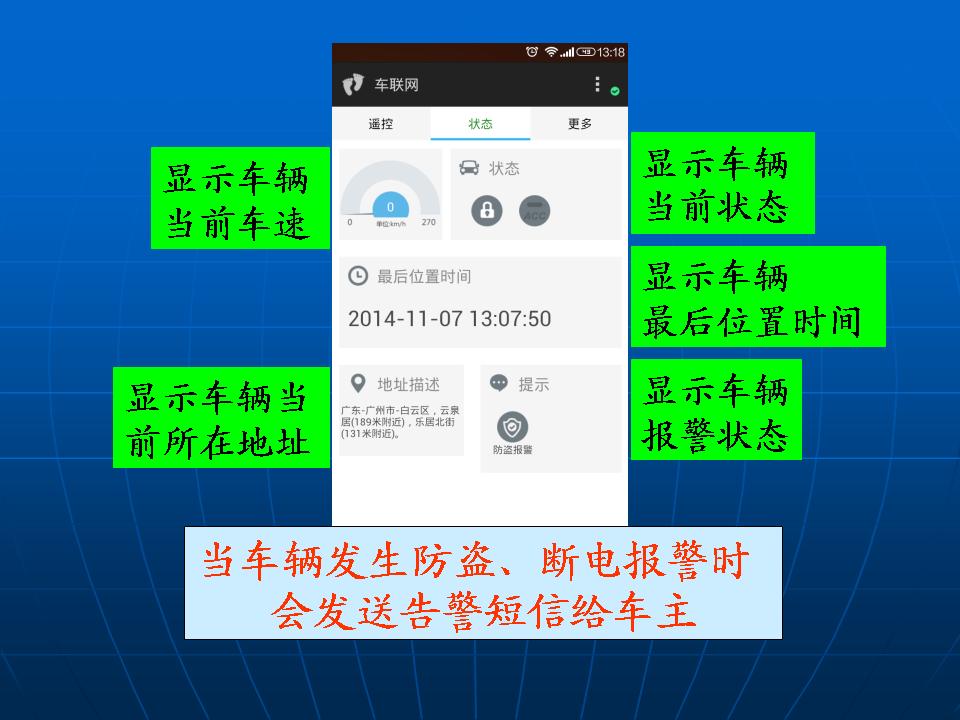 13:18
车联网
遥控
状态
更多
显示车辆
当前车速
0
0
单位:km/h
270
状态
ACC
显示车辆
当前状态
最后位置时间
2014-11-07 13:07:50
显示车辆
最后位置时间
显示车辆当
前所在地址
地址描述
广东-广州市-白云区，云泉
居(189米附近)，乐居北街
(131米附近)。
提示
防盗报警
显示车辆
报警状态
当车辆发生防盗、断电报警时
会发送告警短信给车主